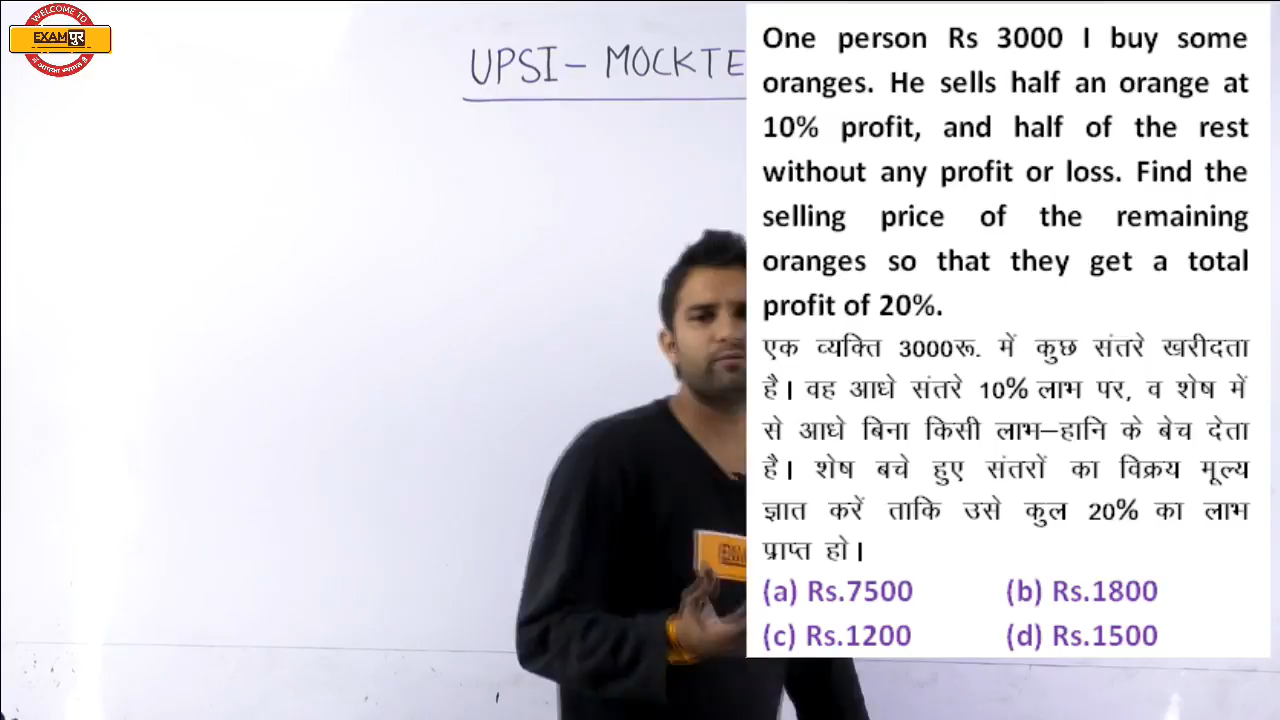 WELCOME TO
EXAMपुर
UPSI- MOCKTE
One person Rs 3000 I buy some
oranges. He sells half an orange at
10% profit, and half of the rest
without any profit or loss. Find the
selling price of the remaining
oranges so that they get a total
profit of 20%.
एक व्यक्ति 3000रू. में कुछ संतरे खरीदता
है। वह आधे संतरे 10% लाभ पर, व शेष में
से आधे बिना किसी लाभ–हानि के बेच देता
है। शेष बचे हुए संतरों का विक्रय मूल्य
ज्ञात करें ताकि उसे कुल 20% का लाभ
प्राप्त हो।
(a) Rs.7500 (b) Rs.1800
(c) Rs.1200 (d) Rs.1500